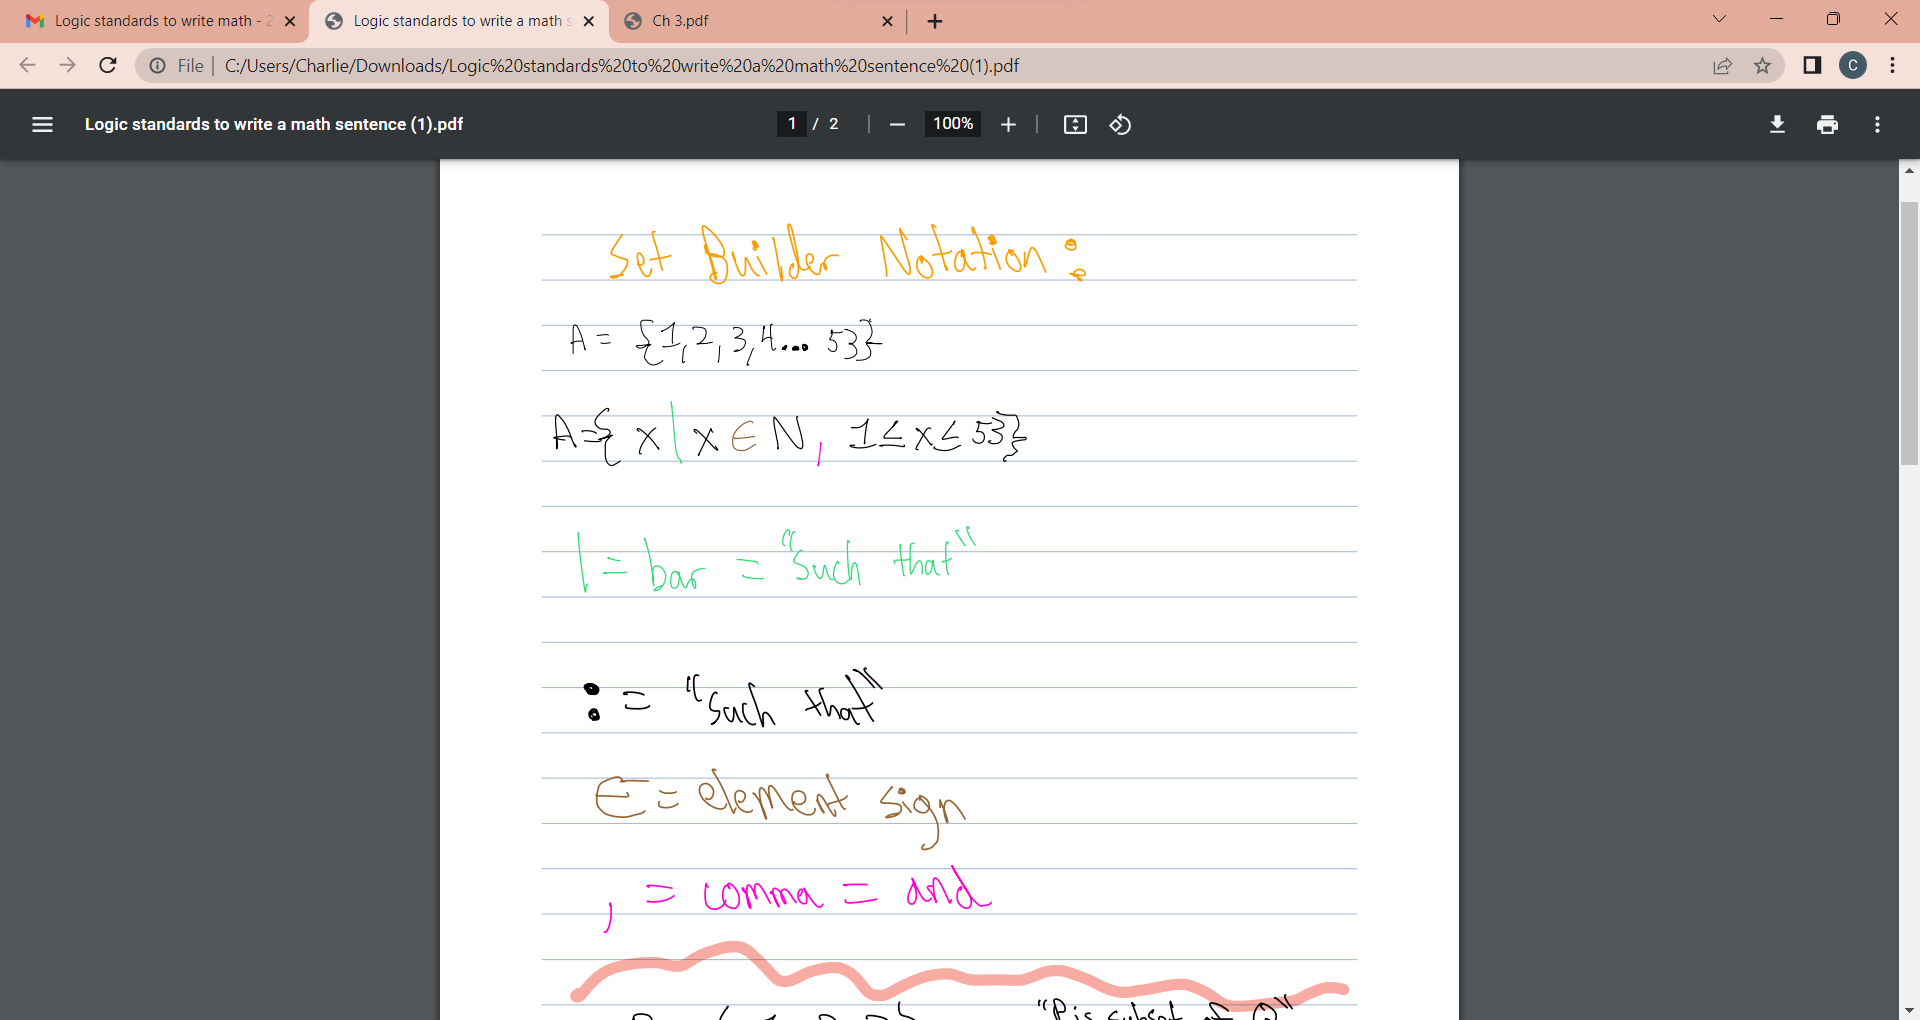 Logic standards to write math - 2
Logic standards to write a math s
Ch 3.pdf
File | C:/Users/Charlie/Downloads/Logic%20standards%20to%20write%20a%20math%20sentence%20(1).pdf
C
Logic standards to write a math sentence (1).pdf
1 / 2
100%
Set Builder Notation :
A = {1,2,3,4... 53}
A={ x | x ∈ N, 1≤x≤53}
| = bar = "such that"
: = "such that"
∈ = element sign
, = comma = and
"P is subset of Q"